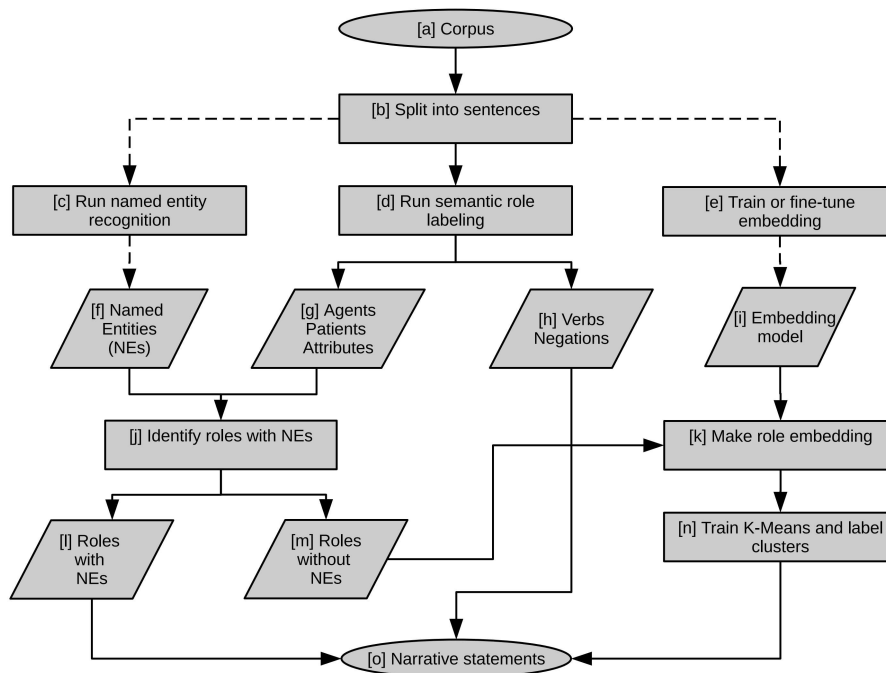 [a] Corpus
[b] Split into sentences
[c] Run named entity
recognition
[d] Run semantic role
labeling
[e] Train or fine-tune
embedding
[f] Named
Entities
(NEs)
[g] Agents
Patients
Attributes
[h] Verbs
Negations
[i] Embedding
model
[j] Identify roles with NEs
[k] Make role embedding
[l] Roles
with
NEs
[m] Roles
without
NEs
[n] Train K-Means and label
clusters
[o] Narrative statements